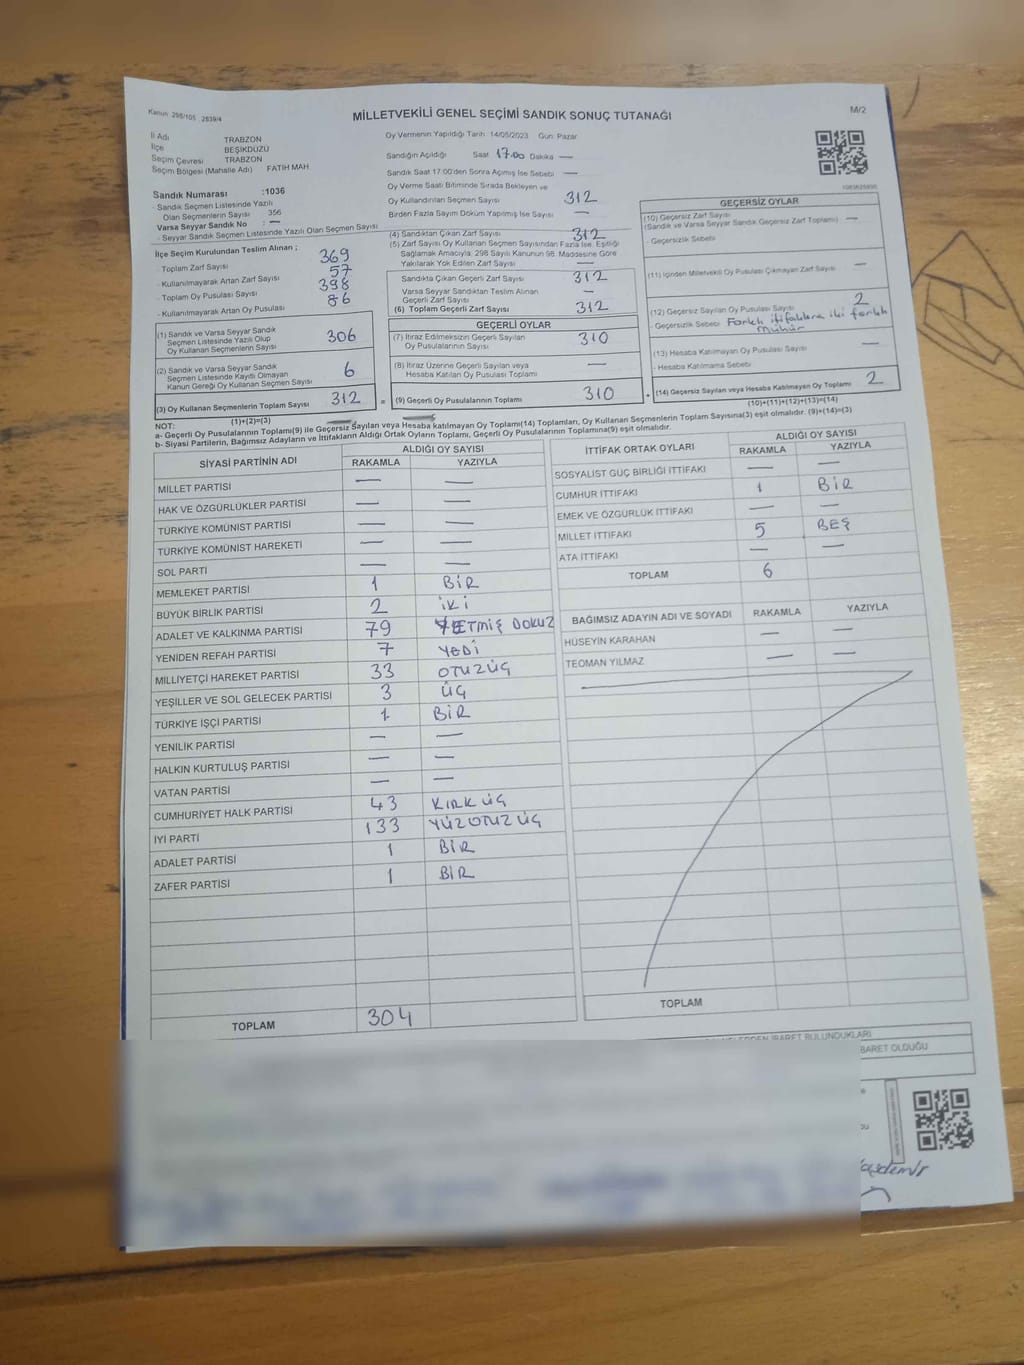 Kanun 298/105 , 2839/4
MİLLETVEKİLİ GENEL SEÇİMİ SANDIK SONUÇ TUTANAĞI
M/2
İl Adı TRABZON
İlçe BEŞİKDÜZÜ
Seçim Çevresi TRABZON
Seçim Bölgesi (Mahalle Adı) FATİH MAH
Sandık Numarası :1036
- Sandık Seçmen Listesinde Yazılı
Olan Seçmenlerin Sayısı 356
Varsa Seyyar Sandık No : —
- Seyyar Sandık Seçmen Listesinde Yazılı Olan Seçmen Sayısı
İlçe Seçim Kurulundan Teslim Alınan ;
- Toplam Zarf Sayısı 369
- Kullanılmayarak Artan Zarf Sayısı 57
- Toplam Oy Pusulası Sayısı 398
- Kullanılmayarak Artan Oy Pusulası 86
(1) Sandık ve Varsa Seyyar Sandık
Seçmen Listesinde Yazılı Olup
Oy Kullanan Seçmenlerin Sayısı 306
(2) Sandık ve Varsa Seyyar Sandık
Seçmen Listesinde Kayıtlı Olmayan
Kanun Gereği Oy Kullanan Seçmen Sayısı 6
(3) Oy Kullanan Seçmenlerin Toplam Sayısı 312
(1)+(2)=(3)
Oy Vermenin Yapıldığı Tarih: 14/05/2023 Gün: Pazar
Sandığın Açıldığı Saat 17.00 Dakika —
Sandık Saat 17.00'den Sonra Açılmış İse Sebebi —
Oy Verme Saati Bitiminde Sırada Bekleyen ve
Oy Kullandırılan Seçmen Sayısı 312
Birden Fazla Sayım Döküm Yapılmış İse Sayısı —
(4) Sandıktan Çıkan Zarf Sayısı 312
(5) Zarf Sayısı Oy Kullanan Seçmen Sayısından Fazla İse, Eşitliği
Sağlamak Amacıyla, 298 Sayılı Kanunun 98. Maddesine Göre
Yakılarak Yok Edilen Zarf Sayısı —
Sandıkta Çıkan Geçerli Zarf Sayısı 312
Varsa Seyyar Sandıktan Teslim Alınan
Geçerli Zarf Sayısı —
(6) Toplam Geçerli Zarf Sayısı 312
GEÇERLİ OYLAR
(7) İtiraz Edilmeksizin Geçerli Sayılan
Oy Pusulalarının Sayısı 310
(8) İtiraz Üzerine Geçerli Sayılan veya
Hesaba Katılan Oy Pusulası Toplamı —
= (9) Geçerli Oy Pusulalarının Toplamı 310
1083625890
GEÇERSİZ OYLAR
(10) Geçersiz Zarf Sayısı
(Sandık ve Varsa Seyyar Sandık Geçersiz Zarf Toplamı) —
- Geçersizlik Sebebi
(11) İçinden Milletvekili Oy Pusulası Çıkmayan Zarf Sayısı —
(12) Geçersiz Sayılan Oy Pusulası Sayısı 2
- Geçersizlik Sebebi Farklı itifaklara iki farklı
mühür
(13) Hesaba Katılmayan Oy Pusulası Sayısı —
- Hesaba Katılmama Sebebi
+ (14) Geçersiz Sayılan veya Hesaba Katılmayan Oy Toplamı 2
(10)+(11)+(12)+(13)=(14)
NOT:
a- Geçerli Oy Pusulalarının Toplamı(9) ile Geçersiz Sayılan veya Hesaba katılmayan Oy Toplamı(14) Toplamları, Oy Kullanan Seçmenlerin Toplam Sayısına(3) eşit olmalıdır. (9)+(14)=(3)
b- Siyasi Partilerin, Bağımsız Adayların ve İttifakların Aldığı Ortak Oyların Toplamı, Geçerli Oy Pusulalarının Toplamına(9) eşit olmalıdır.
SİYASİ PARTİNİN ADI ALDIĞI OY SAYISI
RAKAMLA YAZIYLA
MİLLET PARTİSİ — —
HAK VE ÖZGÜRLÜKLER PARTİSİ — —
TÜRKİYE KOMÜNİST PARTİSİ — —
TÜRKİYE KOMÜNİST HAREKETİ — —
SOL PARTİ — —
MEMLEKET PARTİSİ 1 BİR
BÜYÜK BİRLİK PARTİSİ 2 İKİ
ADALET VE KALKINMA PARTİSİ 79 YETMİŞ DOKUZ
YENİDEN REFAH PARTİSİ 7 YEDİ
MİLLİYETÇİ HAREKET PARTİSİ 33 OTUZÜÇ
YEŞİLLER VE SOL GELECEK PARTİSİ 3 ÜÇ
TÜRKİYE İŞÇİ PARTİSİ 1 BİR
YENİLİK PARTİSİ — —
HALKIN KURTULUŞ PARTİSİ — —
VATAN PARTİSİ — —
CUMHURİYET HALK PARTİSİ 43 KIRK ÜÇ
İYİ PARTİ 133 YÜZOTUZ ÜÇ
ADALET PARTİSİ 1 BİR
ZAFER PARTİSİ 1 BİR
TOPLAM 304
İTTİFAK ORTAK OYLARI ALDIĞI OY SAYISI
RAKAMLA YAZIYLA
SOSYALİST GÜÇ BİRLİĞİ İTTİFAKI — —
CUMHUR İTTİFAKI 1 BİR
EMEK VE ÖZGÜRLÜK İTTİFAKI — —
MİLLET İTTİFAKI 5 BEŞ
ATA İTTİFAKI — —
TOPLAM 6
BAĞIMSIZ ADAYIN ADI VE SOYADI RAKAMLA YAZIYLA
HÜSEYİN KARAHAN — —
TEOMAN YILMAZ — —
TOPLAM
İBARET BULUNDUKLARI
BARET OLDUĞU